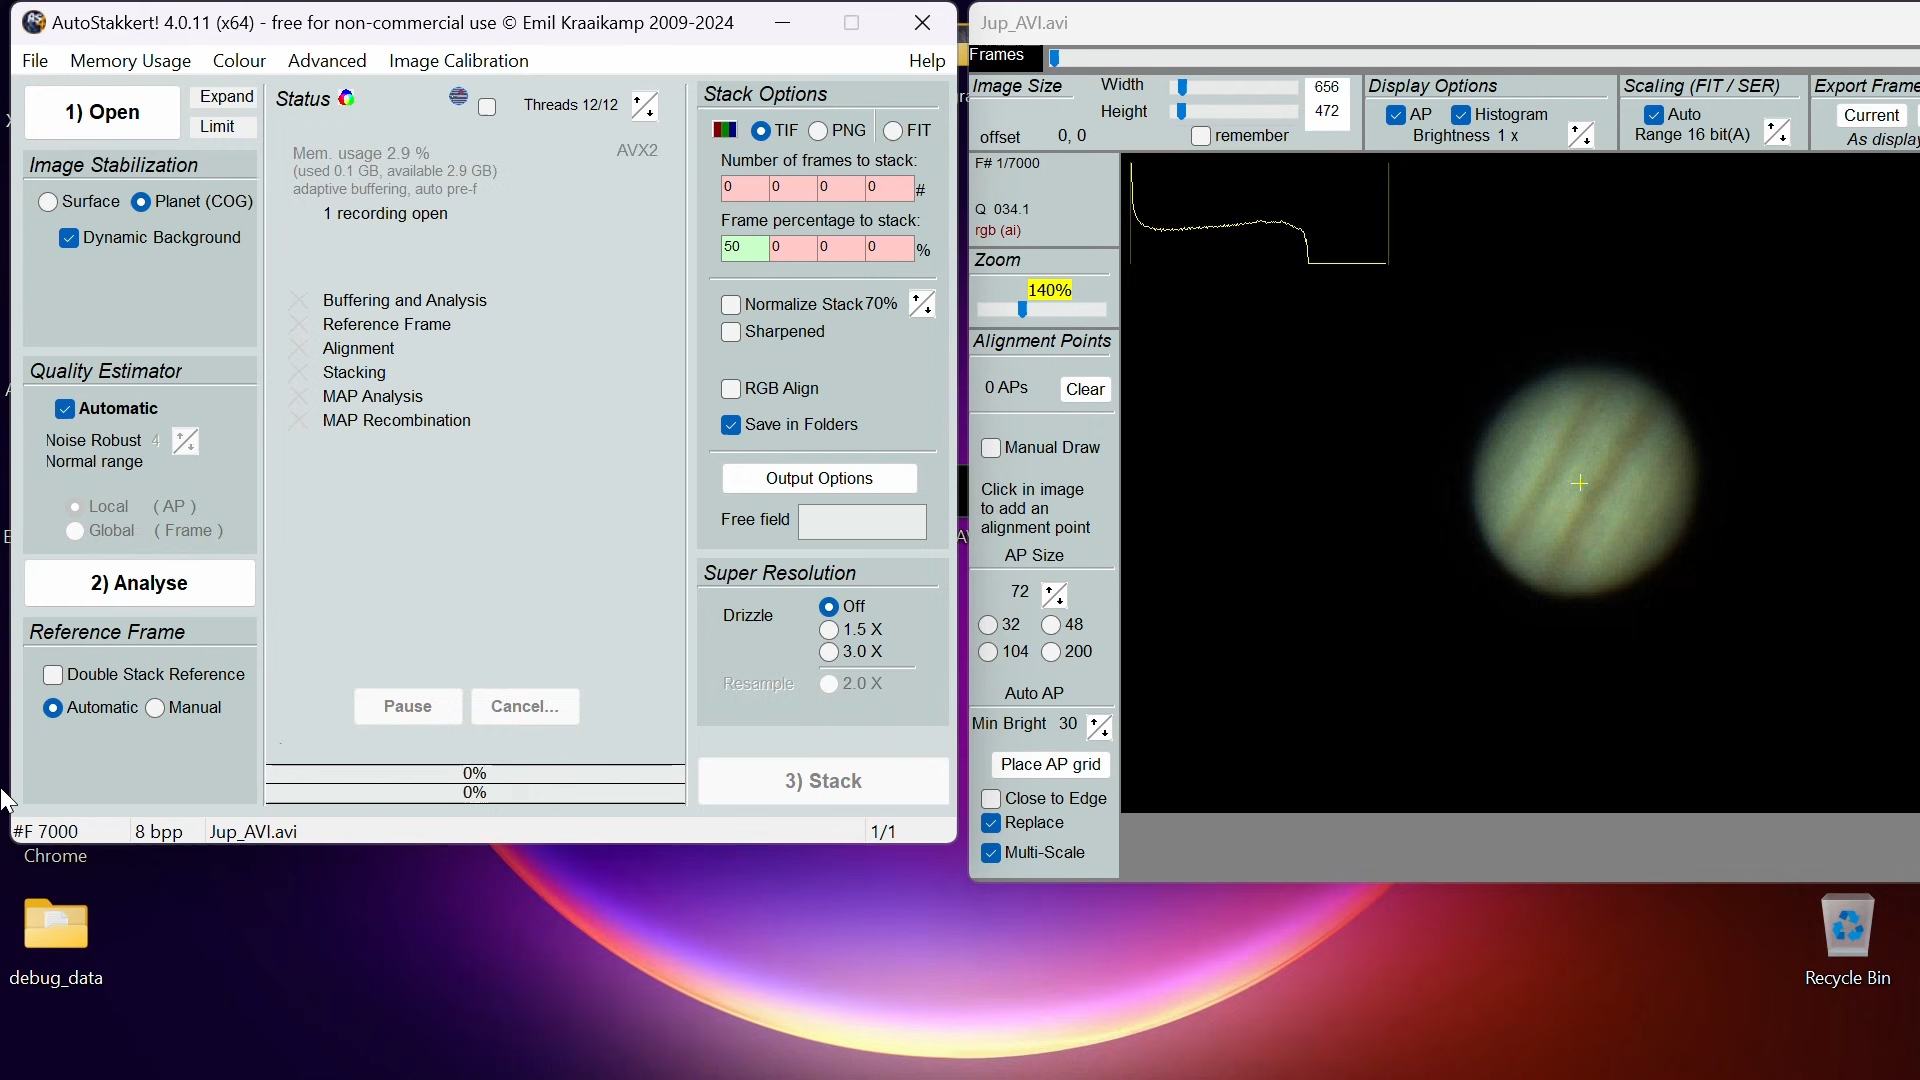 AutoStakkert! 4.0.11 (x64) - free for non-commercial use © Emil Kraaikamp 2009-2024
File Memory Usage Colour Advanced Image Calibration Help
1) Open
Expand
Limit
Image Stabilization
Surface Planet (COG)
Dynamic Background
Quality Estimator
Automatic
Noise Robust 4
Normal range
Local ( AP )
Global ( Frame )
2) Analyse
Reference Frame
Double Stack Reference
Automatic Manual
Status
Threads 12/12
Mem. usage 2.9 %
AVX2
(used 0.1 GB, available 2.9 GB)
adaptive buffering, auto pre-f
1 recording open
Buffering and Analysis
Reference Frame
Alignment
Stacking
MAP Analysis
MAP Recombination
Pause Cancel...
0%
0%
Stack Options
TIF PNG FIT
Number of frames to stack:
0 0 0 0 #
Frame percentage to stack:
50 0 0 0 %
Normalize Stack 70%
Sharpened
RGB Align
Save in Folders
Output Options
Free field
Super Resolution
Drizzle
Off
1.5 X
3.0 X
Resample 2.0 X
3) Stack
#F 7000 8 bpp Jup_AVI.avi 1/1
Jup_AVI.avi
Frames
Image Size
Width 656
Height 472
offset 0, 0
remember
Display Options
AP Histogram
Brightness 1 x
Scaling (FIT / SER)
Auto
Range 16 bit(A)
Export Frame
Current
As display
F# 1/7000
Q 034.1
rgb (ai)
Zoom
140%
Alignment Points
0 APs Clear
Manual Draw
Click in image
to add an
alignment point
AP Size
72
32 48
104 200
Auto AP
Min Bright 30
Place AP grid
Close to Edge
Replace
Multi-Scale
Chrome
debug_data
Recycle Bin